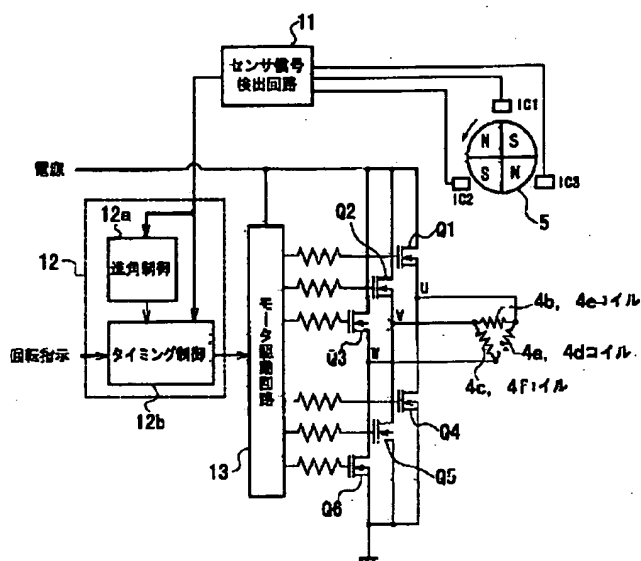 11
センサ信号
検出回路
IC1
N S
S N
IC2
IC3
5
電源
12a
12
進角制御
回転指示
タイミング制御
12b
モータ駆動回路
13
Q2
Q1
Q3
u
v
w
4b, 4eコイル
4a, 4dコイル
4c, 4fコイル
Q4
Q5
Q6